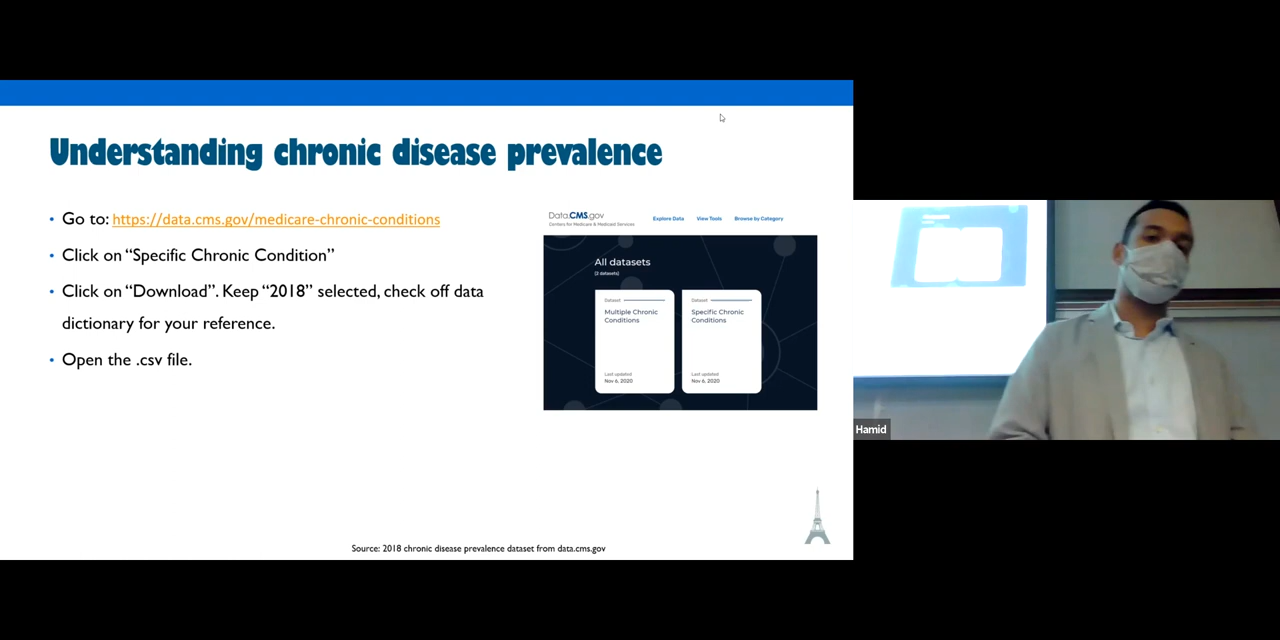 Understanding chronic disease prevalence
• Go to: https://data.cms.gov/medicare-chronic-conditions
• Click on “Specific Chronic Condition”
• Click on “Download”. Keep “2018” selected, check off data
dictionary for your reference.
• Open the .csv file.
Data.CMS.gov
Centers for Medicare & Medicaid Services
Explore Data View Tools Browse by Category
All datasets
(2 datasets)
Dataset
Multiple Chronic
Conditions
Last updated
Nov 6, 2020
Dataset
Specific Chronic
Conditions
Last updated
Nov 6, 2020
Source: 2018 chronic disease prevalence dataset from data.cms.gov
Hamid